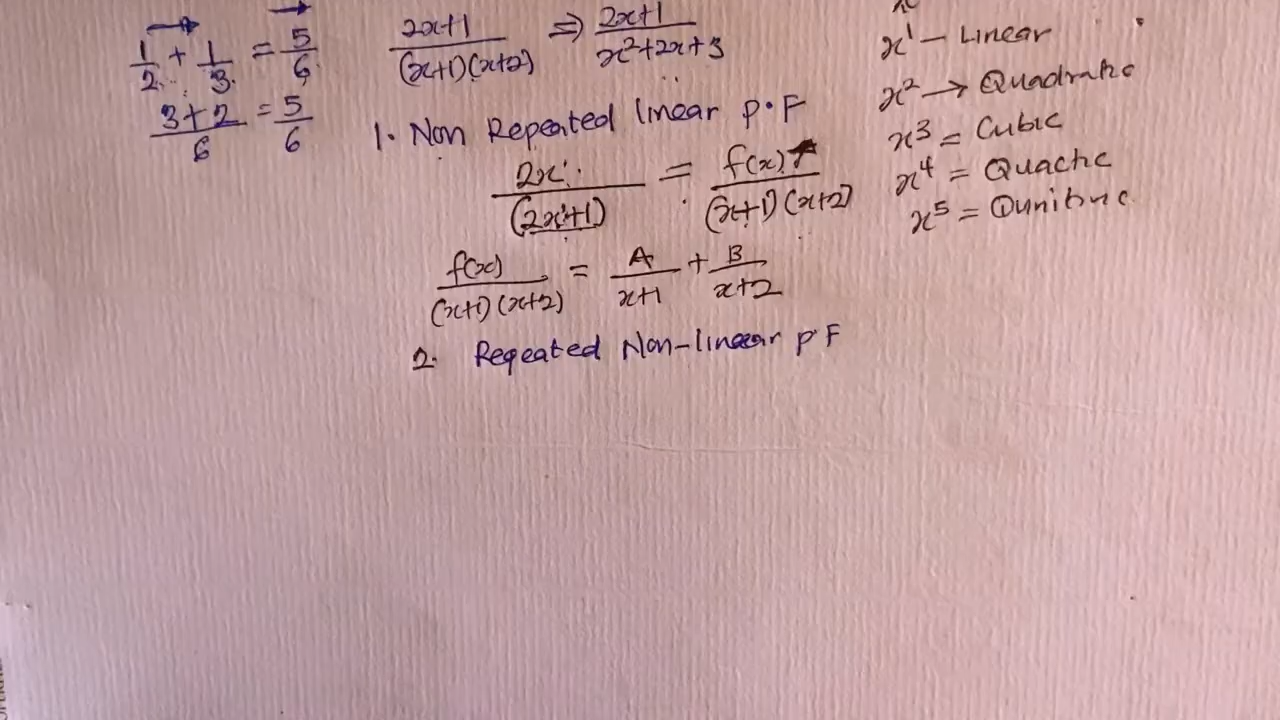 1/2 + 1/3 = 5/6
3+2/6 = 5/6
2x+1/(x+1)(x+2) ⇒ 2x+1/x²+2x+3
1. Non Repeated linear P.F
2x/(2x+1) = f(x)/(x+1)(x+2)
f(x)/(x+1)(x+2) = A/x+1 + B/x+2
2. Repeated Non-linear P.F
x¹ - Linear
x² → Quadratic
x³ = Cubic
x⁴ =
x⁵ =